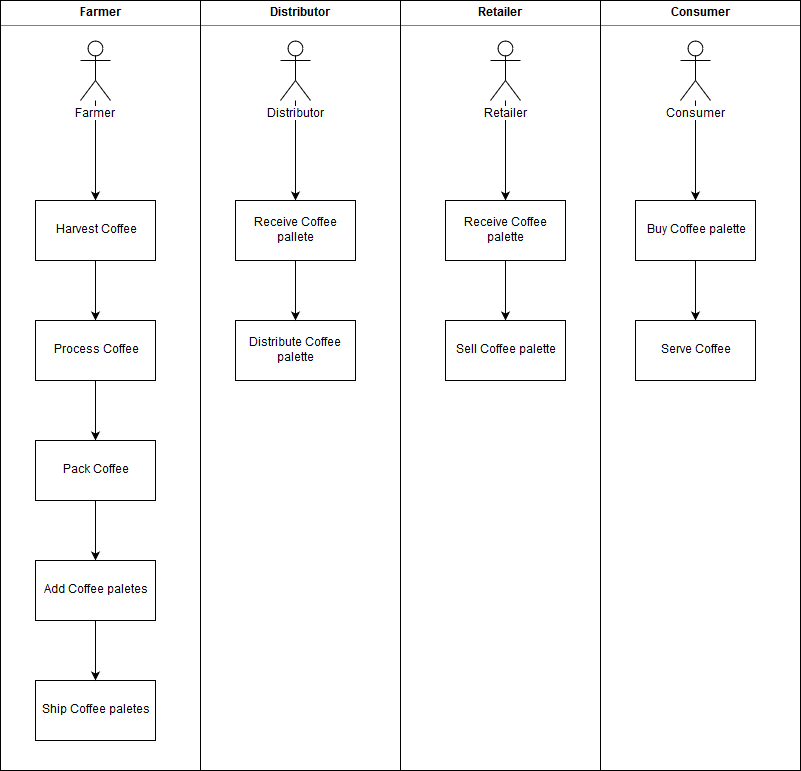 Farmer
Distributor
Retailer
Consumer
Farmer
Distributor
Retailer
Consumer
Harvest Coffee
Receive Coffee
pallete
Receive Coffee
palette
Buy Coffee palette
Process Coffee
Distribute Coffee
palette
Sell Coffee palette
Serve Coffee
Pack Coffee
Add Coffee paletes
Ship Coffee paletes